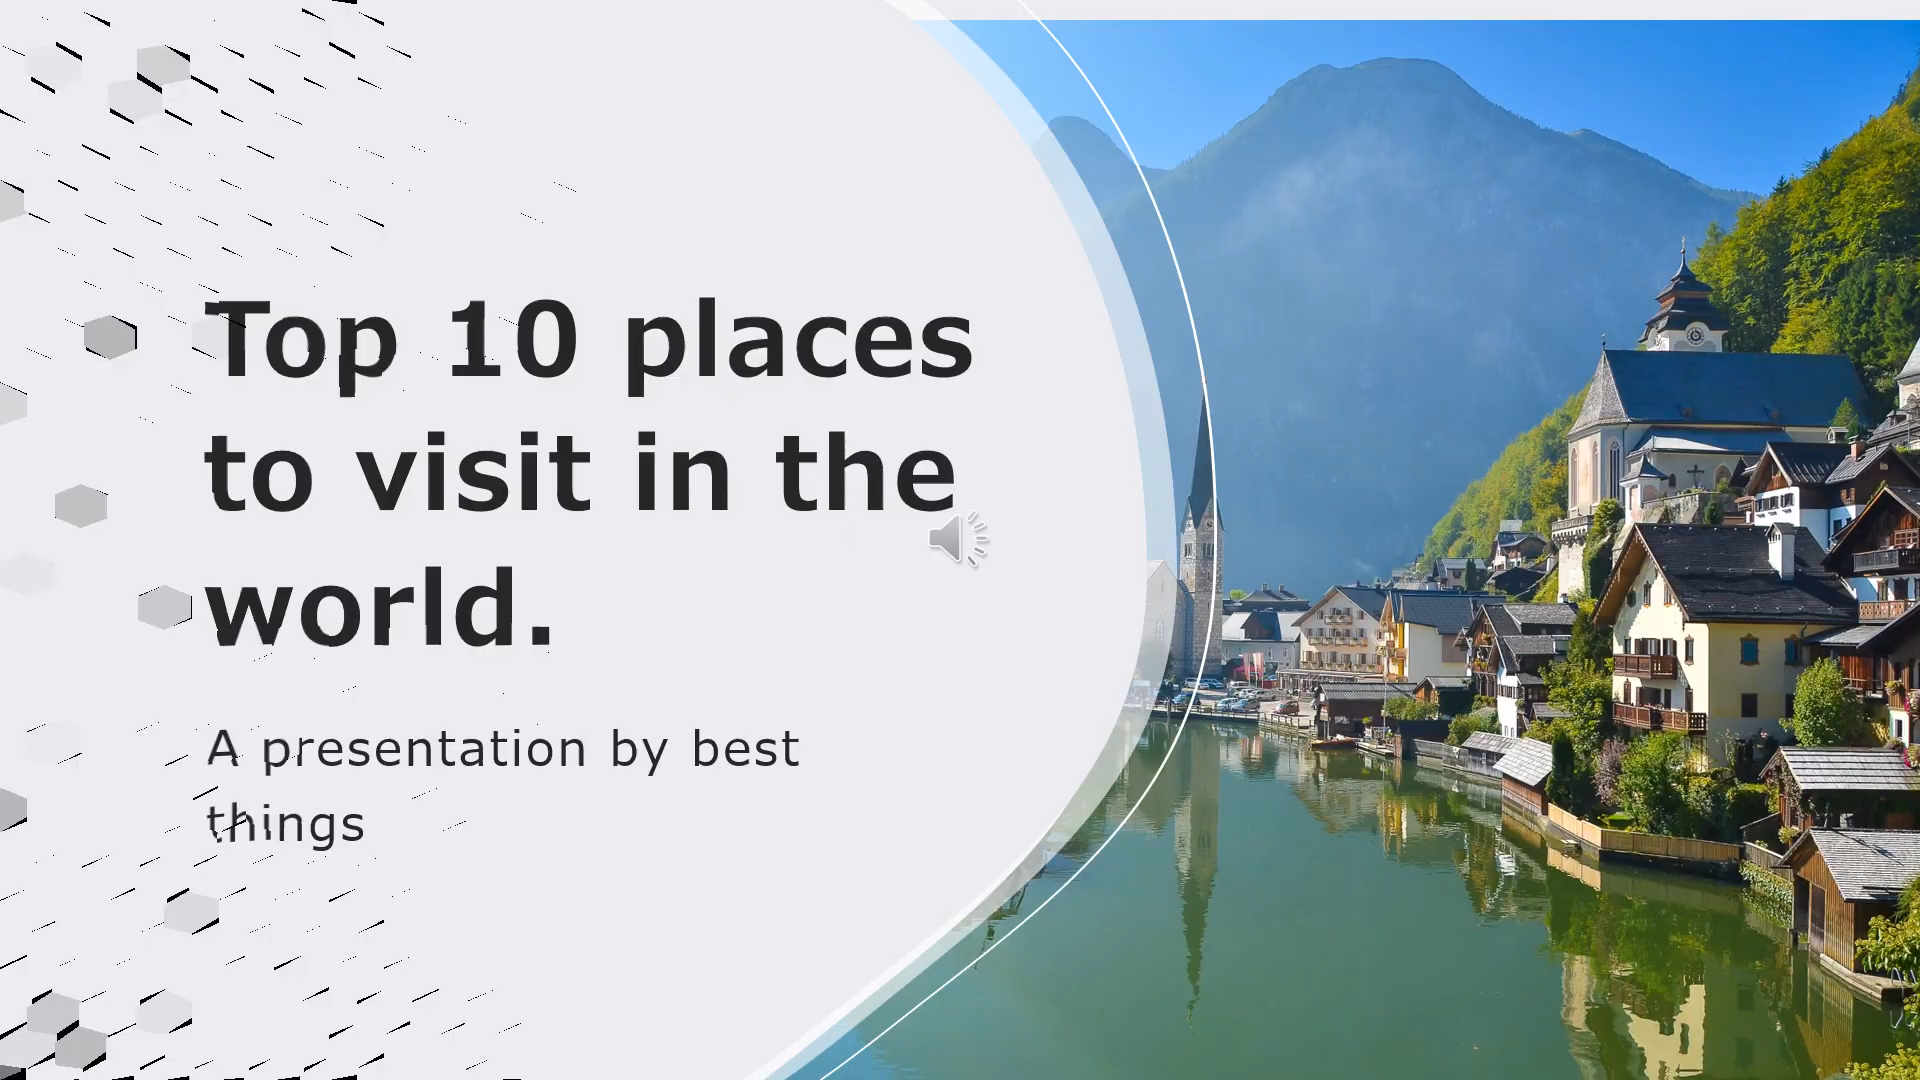 Top 10 places
to visit in the
world.
A presentation by best
things